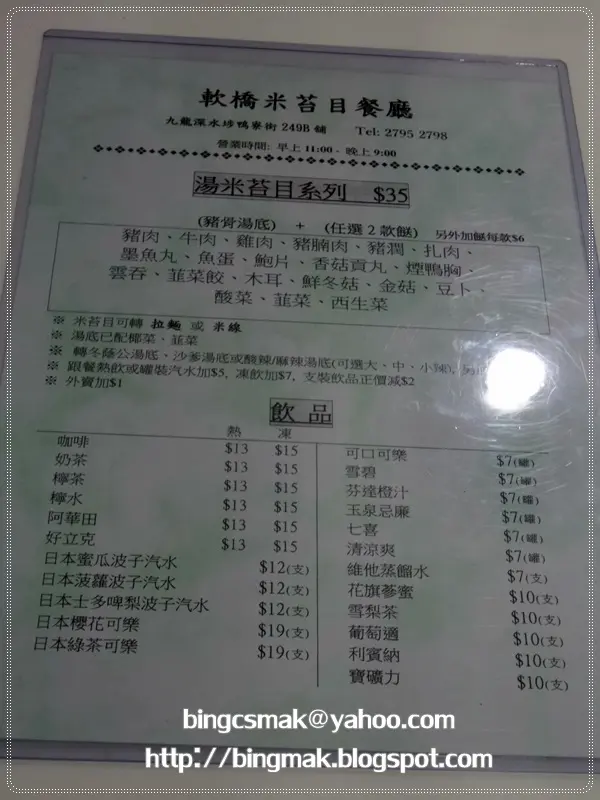 軟橋米苔目餐廳
九龍深水埗鴨寮街249B舖 Tel: 2795 2798
營業時間: 早上11:00 - 晚上9:00
湯米苔目系列 $35
(豬骨湯底) + (任選2款餸) 另外加餸每款$6
豬肉、牛肉、雞肉、豬腩肉、豬潤、扎肉、
墨魚丸、魚蛋、鮑片、香菇貢丸、煙鴨胸、
雲吞、韮菜餃、木耳、鮮冬菇、金菇、豆卜、
酸菜、韮菜、西生菜
※ 米苔目可轉 拉麵 或 米線
※ 湯底已配椰菜、韮菜
※ 轉冬蔭公湯底、沙爹湯底或酸辣/麻辣湯底(可選大、中、小辣),
※ 跟餐熱飲或罐裝汽水加$5, 凍飲加$7, 支裝飲品正價減$2
※ 外賣加$1
飲品
熱 凍
咖啡 $13 $15
奶茶 $13 $15
檸茶 $13 $15
檸水 $13 $15
阿華田 $13 $15
好立克 $13 $15
日本蜜瓜波子汽水 $12(支)
日本菠蘿波子汽水 $12(支)
日本士多啤梨波子汽水 $12(支)
日本櫻花可樂 $19(支)
日本綠茶可樂 $19(支)
可口可樂 $7(罐)
雪碧 $7(罐)
芬達橙汁 $7(罐)
玉泉忌廉 $7(罐)
七喜 $7(罐)
清涼爽 $7(罐)
維他蒸餾水 $7(支)
花旗蔘蜜 $10(支)
雪梨茶 $10(支)
葡萄適 $10(支)
利賓納 $10(支)
寶礦力 $10(支)
bingcsmak@yahoo.com
http://bingmak.blogspot.com